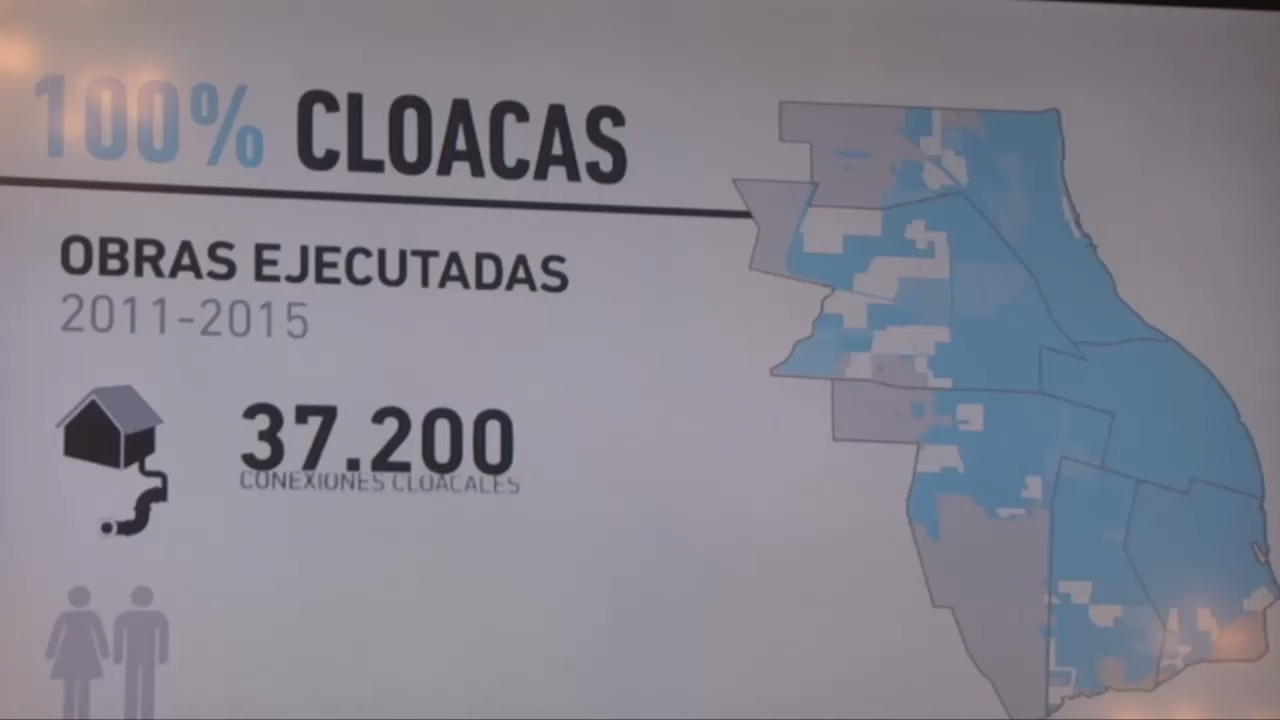 100% CLOACAS
OBRAS EJECUTADAS
2011-2015
37.200
CONEXIONES CLOACALES